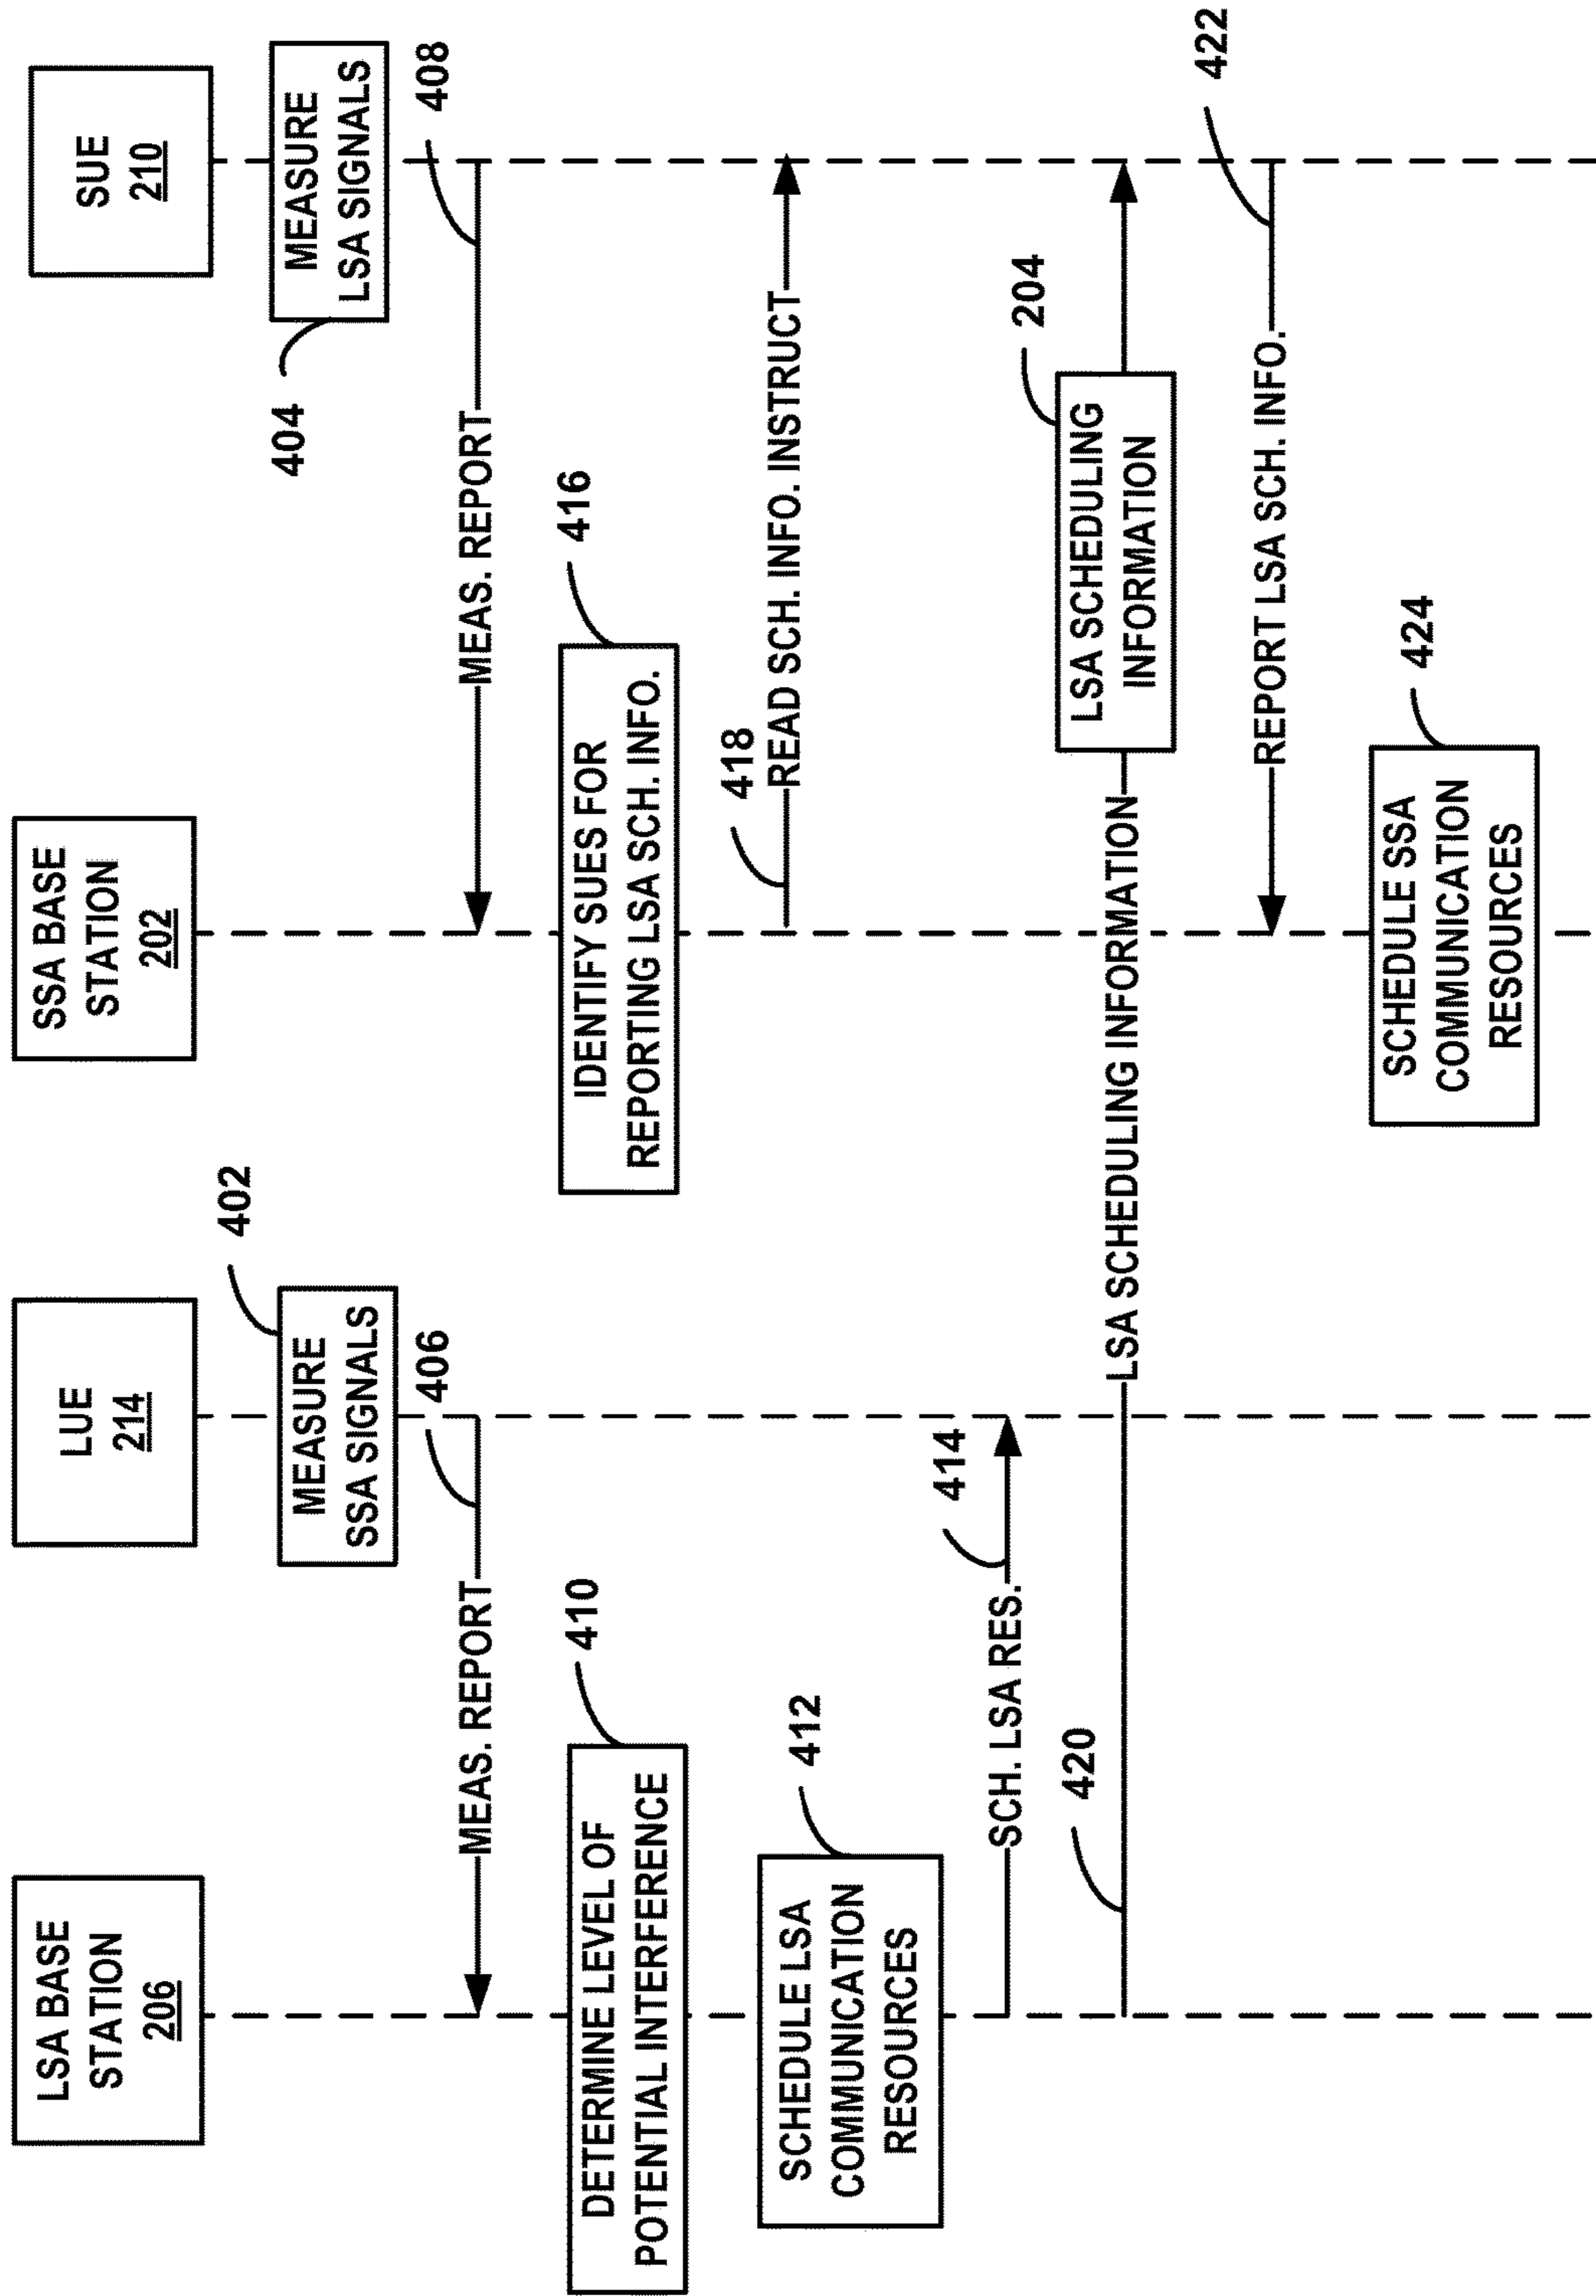 LSA BASE
STATION
206
LUE
214
SSA BASE
STATION
202
SUE
210
402
MEASURE
SSA SIGNALS
404
MEASURE
LSA SIGNALS
406
MEAS. REPORT
408
MEAS. REPORT
410
DETERMINE LEVEL OF
POTENTIAL INTERFERENCE
416
IDENTIFY SUES FOR
REPORTING LSA SCH. INFO.
412
SCHEDULE LSA
COMMUNICATION
RESOURCES
418
READ SCH. INFO. INSTRUCT
414
SCH. LSA RES.
204
LSA SCHEDULING
INFORMATION
420
LSA SCHEDULING INFORMATION
422
REPORT LSA SCH. INFO.
424
SCHEDULE SSA
COMMUNICATION
RESOURCES